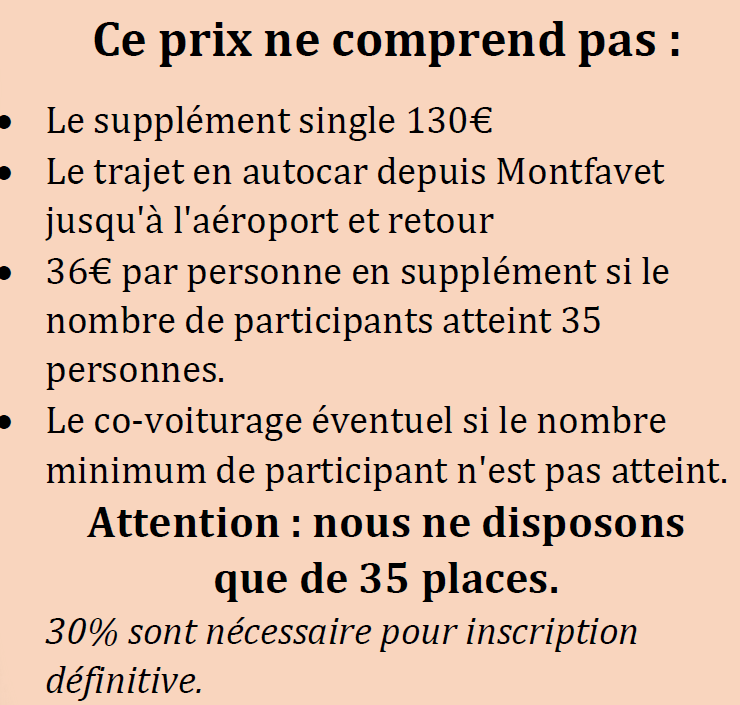 Ce prix ne comprend pas :
• Le supplément single 130€
• Le trajet en autocar depuis Montfavet
jusqu'à l'aéroport et retour
• 36€ par personne en supplément si le
nombre de participants atteint 35
personnes.
• Le co-voiturage éventuel si le nombre
minimum de participant n'est pas atteint.
Attention : nous ne disposons
que de 35 places.
30% sont nécessaire pour inscription
définitive.